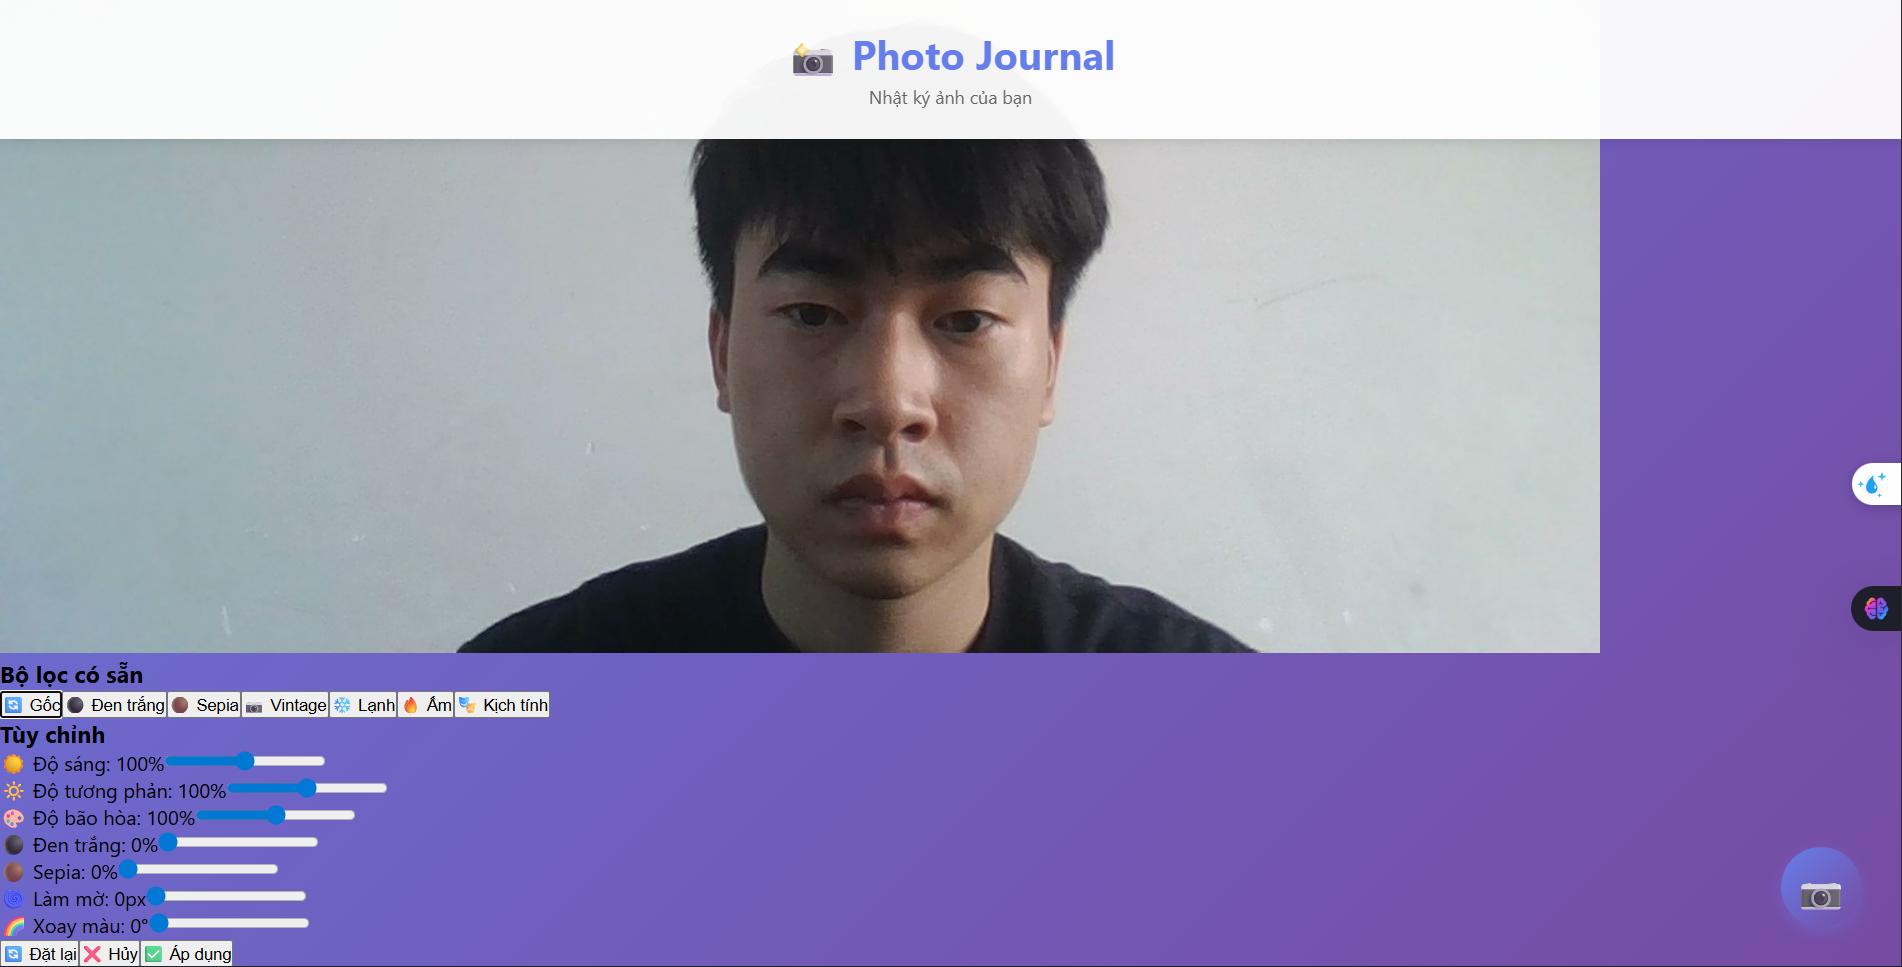 Photo Journal
Nhật ký ảnh của bạn
Bộ lọc có sẵn
Gốc Đen trắng Sepia Vintage Lạnh Ấm Kịch tính
Tùy chỉnh
Độ sáng: 100%
Độ tương phản: 100%
Độ bão hòa: 100%
Đen trắng: 0%
Sepia: 0%
Làm mờ: 0px
Xoay màu: 0°
Đặt lại Hủy Áp dụng